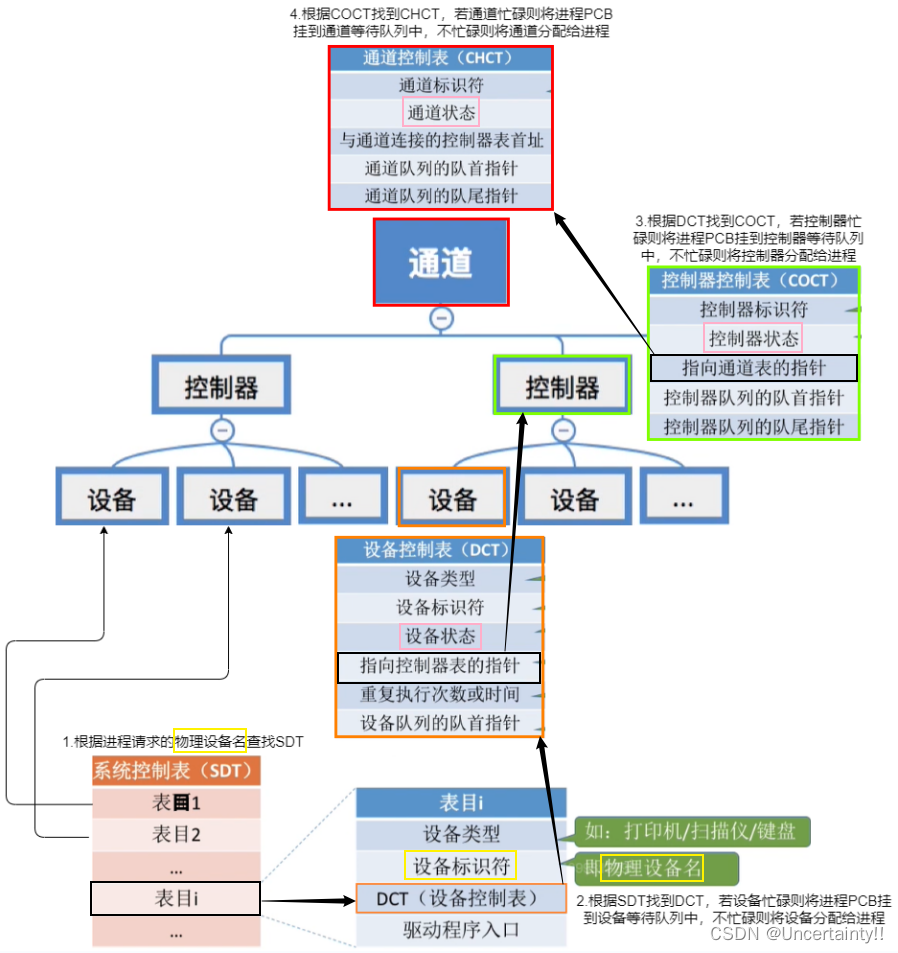 4.根据COCT找到CHCT，若通道忙碌则将进程PCB
挂到通道等待队列中，不忙碌则将通道分配给进程
通道控制表（CHCT）
通道标识符
通道状态
与通道连接的控制器表首址
通道队列的队首指针
通道队列的队尾指针
通道
3.根据DCT找到COCT，若控制器忙
碌则将进程PCB挂到控制器等待队列
中，不忙碌则将控制器分配给进程
控制器控制表（COCT）
控制器标识符
控制器状态
指向通道表的指针
控制器队列的队首指针
控制器队列的队尾指针
控制器
控制器
设备
设备
...
设备
设备
...
设备控制表（DCT）
设备类型
设备标识符
设备状态
指向控制器表的指针
重复执行次数或时间
设备队列的队首指针
1.根据进程请求的物理设备名查找SDT
系统控制表（SDT）
表目1
表目2
...
表目i
...
表目i
设备类型
设备标识符
DCT（设备控制表）
驱动程序入口
如：打印机/扫描仪/键盘
即物理设备名
2.根据SDT找到DCT，若设备忙碌则将进程PCB挂
到设备等待队列中，不忙碌则将设备分配给进程
CSDN @Uncertainty!!